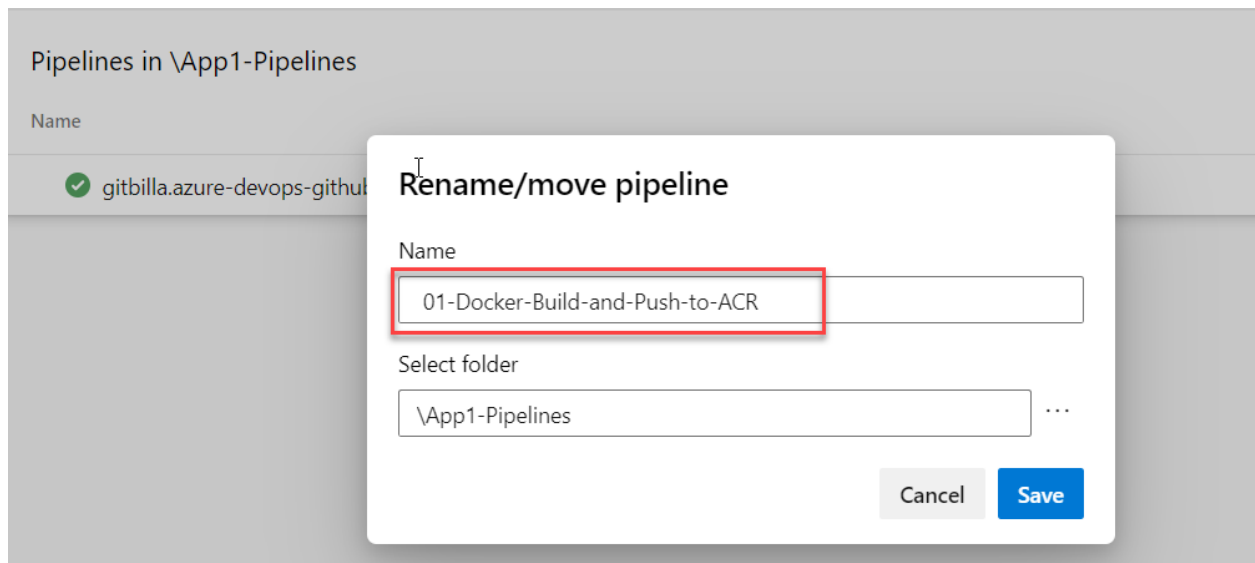 Pipelines in \App1-Pipelines
Name
gitbilla.azure-devops-github
Rename/move pipeline
Name
01-Docker-Build-and-Push-to-ACR
Select folder
\App1-Pipelines
...
Cancel
Save